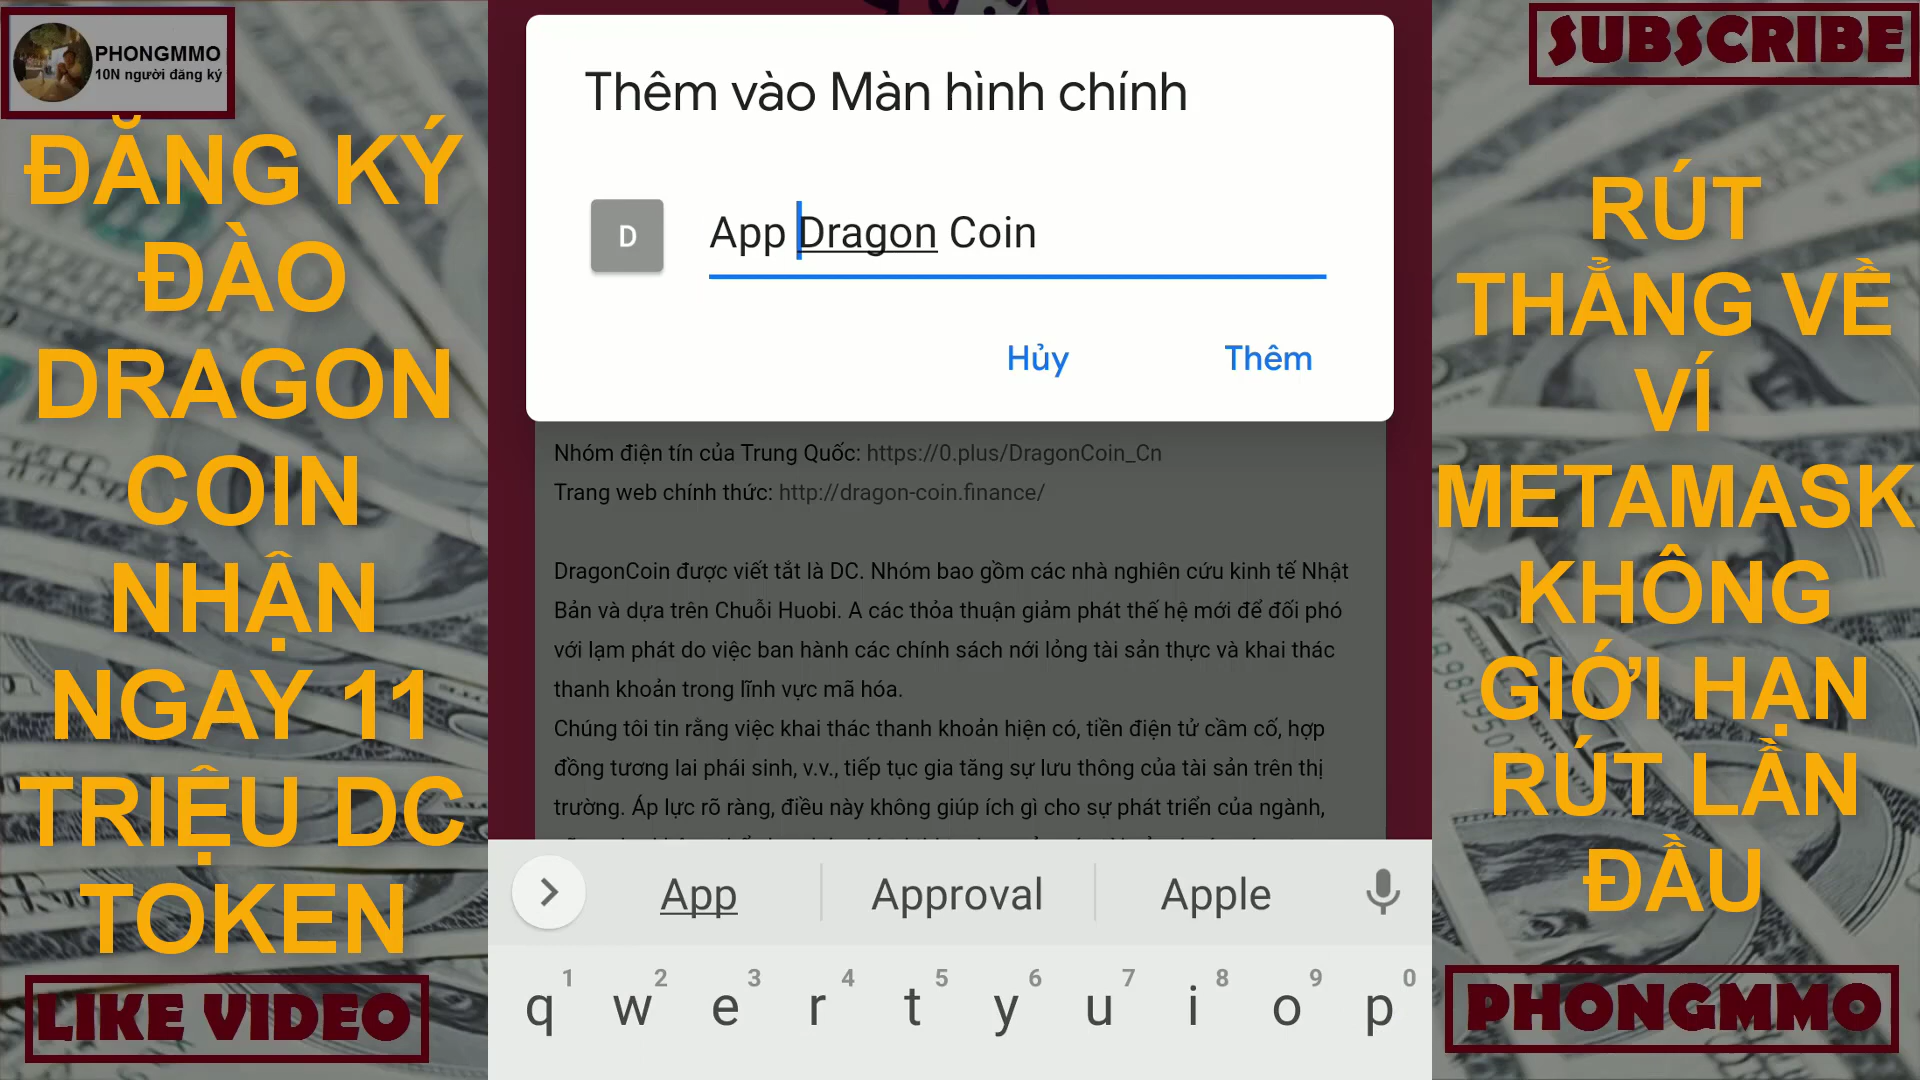 PHONGMMO
10N người đăng ký
ĐĂNG KÝ
ĐÀO
DRAGON
COIN
NHẬN
NGAY 11
TRIỆU DC
TOKEN
LIKE VIDEO
Thêm vào Màn hình chính
D
App Dragon Coin
Hủy Thêm
Nhóm điện tín của Trung Quốc: https://0.plus/DragonCoin_Cn
Trang web chính thức: http://dragon-coin.finance/
DragonCoin được viết tắt là DC. Nhóm bao gồm các nhà nghiên cứu kinh tế Nhật
Bản và dựa trên Chuỗi Huobi. A các thỏa thuận giảm phát thế hệ mới để đối phó
với lạm phát do việc ban hành các chính sách nới lỏng tài sản thực và khai thác
thanh khoản trong lĩnh vực mã hóa.
Chúng tôi tin rằng việc khai thác thanh khoản hiện có, tiền điện tử cầm cố, hợp
đồng tương lai phái sinh, v.v., tiếp tục gia tăng sự lưu thông của tài sản trên thị
trường. Áp lực rõ ràng, điều này không giúp ích gì cho sự phát triển của ngành,
App Approval Apple
1 2 3 4 5 6 7 8 9 0
q w e r t y u i o p
SUBSCRIBE
RÚT
THẲNG VỀ
VÍ
METAMASK
KHÔNG
GIỚI HẠN
RÚT LẦN
ĐẦU
PHONGMMO